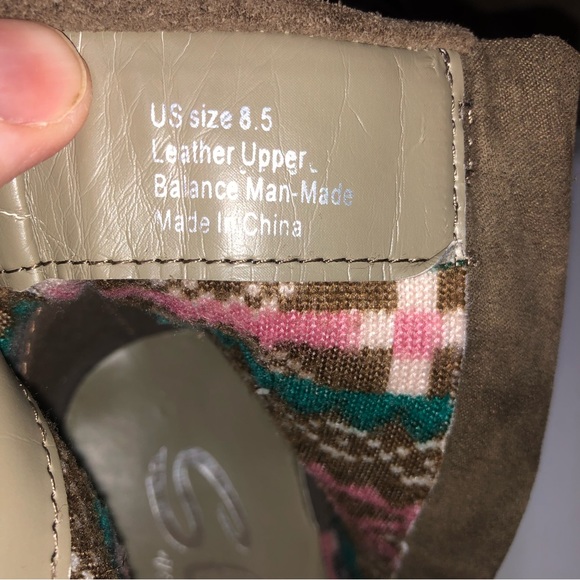 US size 8.5
Leather Upper
Balance Man-Made
Made In China